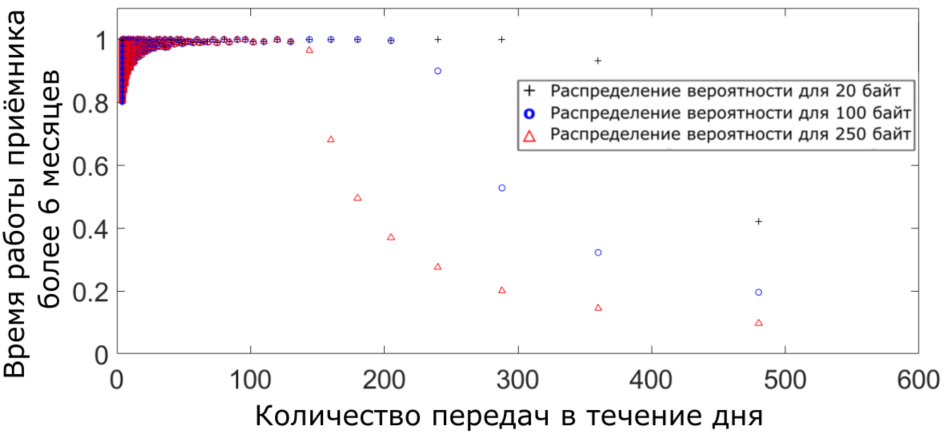 Время работы приёмника
более 6 месяцев
1
0.8
0.6
0.4
0.2
0
Распределение вероятности для 20 байт
Распределение вероятности для 100 байт
Распределение вероятности для 250 байт
0 100 200 300 400 500 600
Количество передач в течение дня